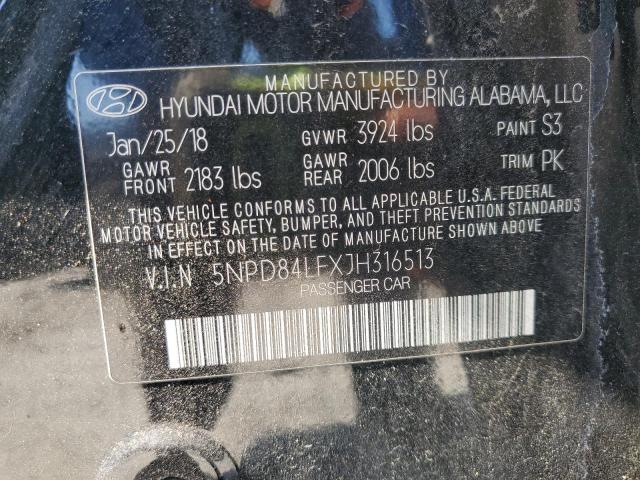 MANUFACTURED BY
HYUNDAI MOTOR MANUFACTURING ALABAMA, LLC
Jan/25/18 GVWR 3924 lbs PAINT S3
GAWR FRONT 2183 lbs GAWR REAR 2006 lbs TRIM PK
THIS VEHICLE CONFORMS TO ALL APPLICABLE U.S.A. FEDERAL
MOTOR VEHICLE SAFETY, BUMPER, AND THEFT PREVENTION STANDARDS
IN EFFECT ON THE DATE OF MANUFACTURE SHOWN ABOVE.
V.I.N 5NPD84LFXJH316513
PASSENGER CAR